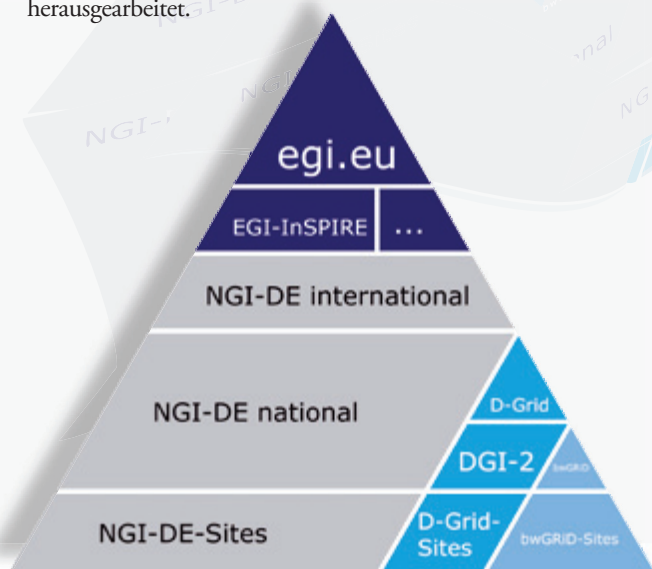 herausgearbeitet.
egi.eu
EGI-InSPIRE ...
NGI-DE international
NGI-DE national
D-Grid
DGI-2
bwGRiD
NGI-DE-Sites
D-Grid-
Sites
bwGRiD-Sites